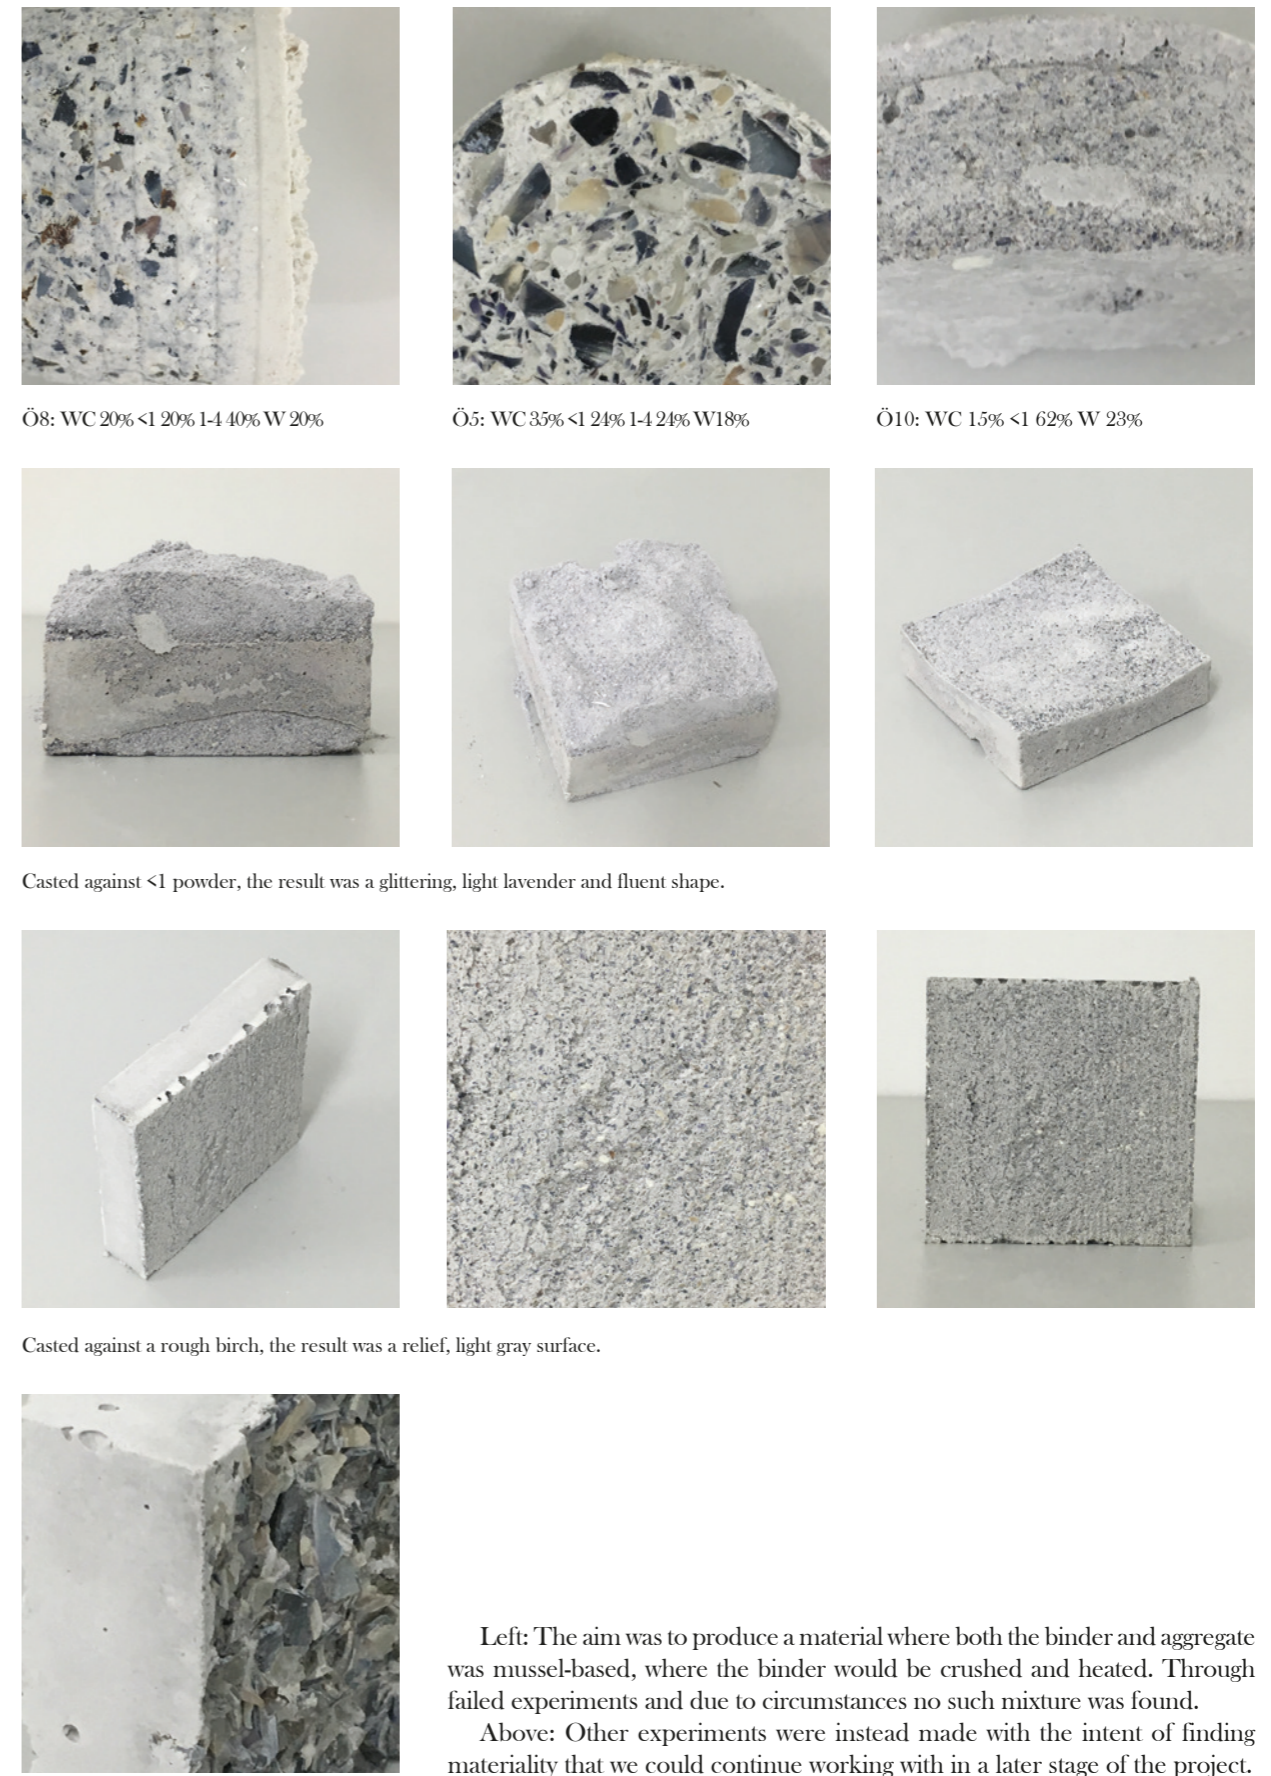 Ö8: WC 20% <1 20% 1-4 40% W 20%
Ö5: WC 35% <1 24% 1-4 24% W18%
Ö10: WC 15% <1 62% W 23%
Casted against <1 powder, the result was a glittering, light lavender and fluent shape.
Casted against a rough birch, the result was a relief, light gray surface.
Left: The aim was to produce a material where both the binder and aggregate
was mussel-based, where the binder would be crushed and heated. Through
failed experiments and due to circumstances no such mixture was found.
Above: Other experiments were instead made with the intent of finding
materiality that we could continue working with in a later stage of the project.